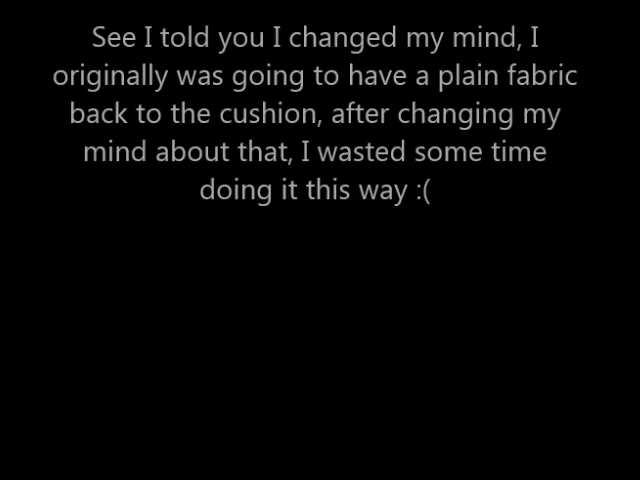 See I told you I changed my mind, I
originally was going to have a plain fabric
back to the cushion, after changing my
mind about that, I wasted some time
doing it this way :(